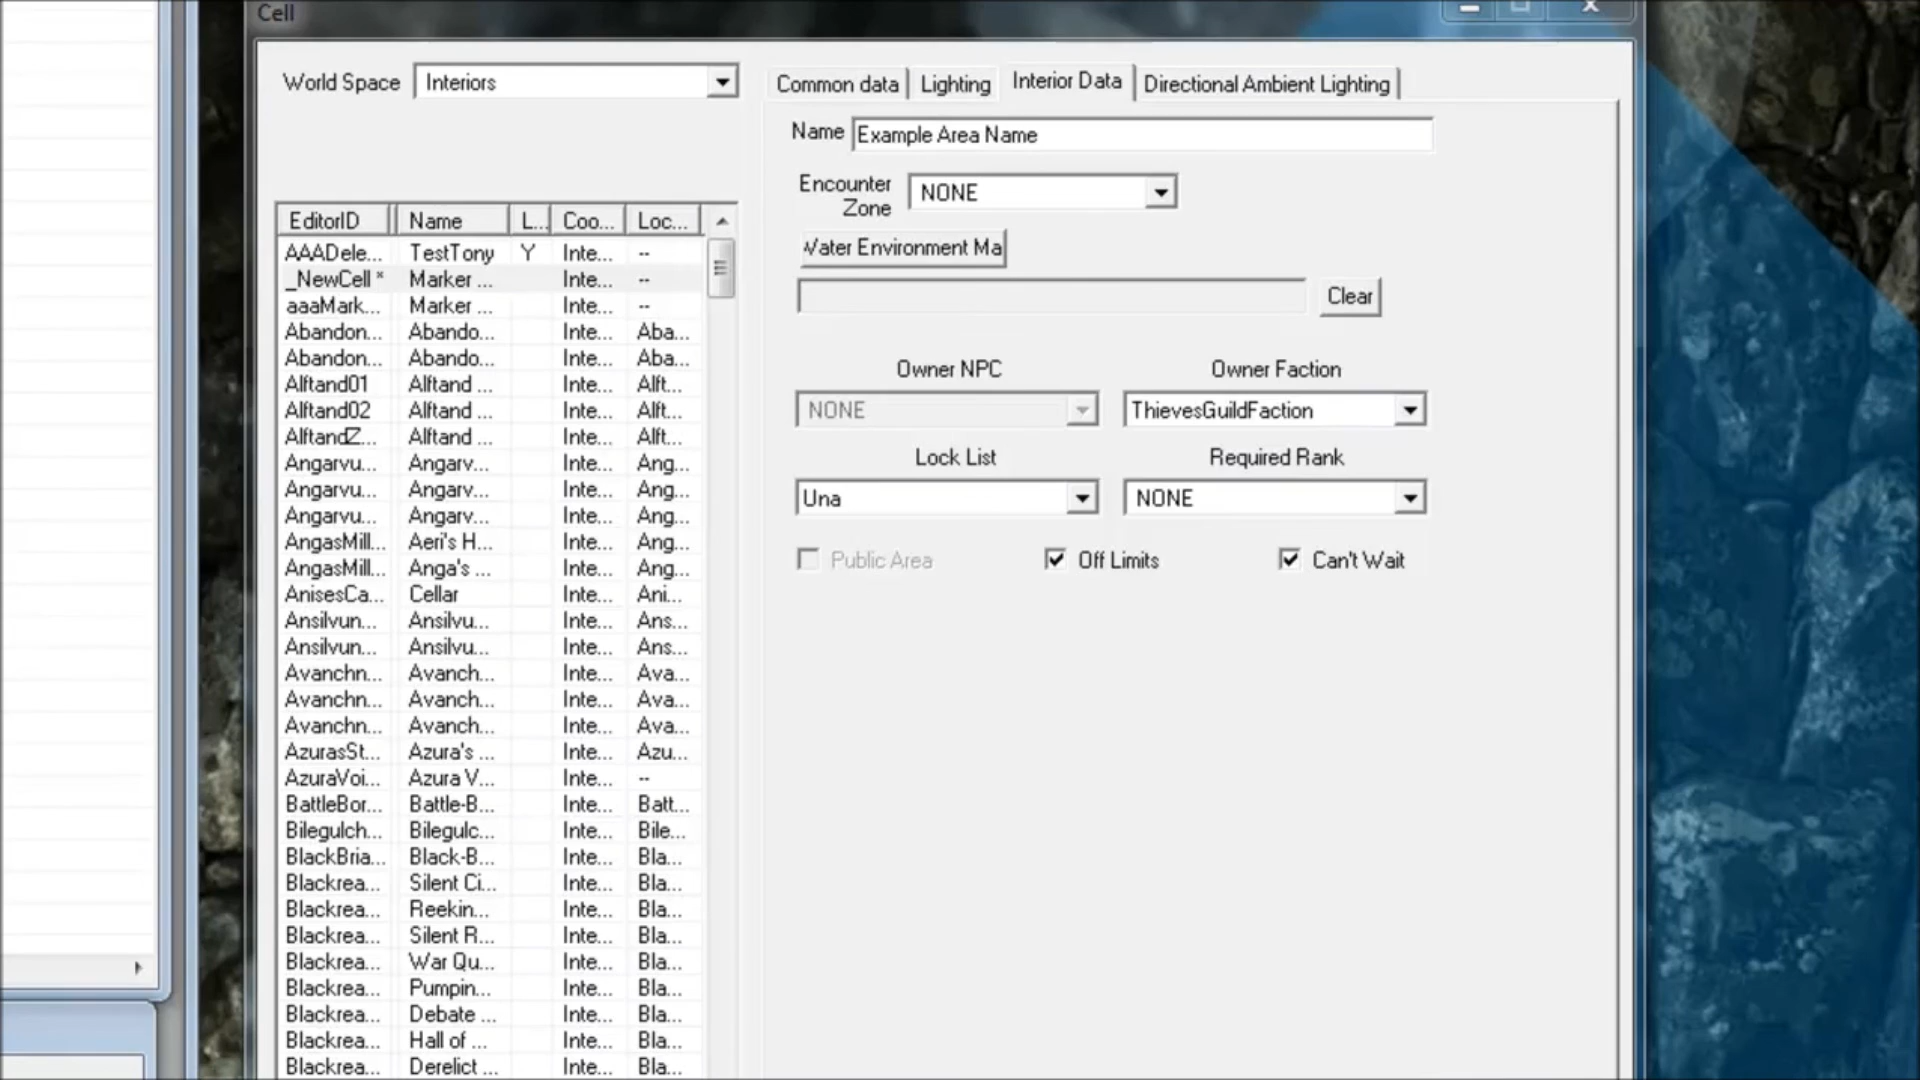 Cell
World Space Interiors
Common data Lighting Interior Data Directional Ambient Lighting
Name Example Area Name
Encounter Zone NONE
Water Environment Ma
Clear
Owner NPC Owner Faction
NONE ThievesGuildFaction
Lock List Required Rank
Una NONE
Public Area Off Limits Can't Wait
EditorID Name L... Coo... Loc...
AAADele... TestTony Y Inte... --
_NewCell * Marker ... Inte... --
aaaMark... Marker ... Inte... --
Abandon... Abando... Inte... Aba...
Abandon... Abando... Inte... Aba...
Alftand01 Alftand ... Inte... Alft...
Alftand02 Alftand ... Inte... Alft...
AlftandZ... Alftand ... Inte... Alft...
Angarvu... Angarv... Inte... Ang...
Angarvu... Angarv... Inte... Ang...
Angarvu... Angarv... Inte... Ang...
AngasMill... Aeri's H... Inte... Ang...
AngasMill... Anga's ... Inte... Ang...
AnisesCa... Cellar Inte... Ani...
Ansilvun... Ansilvu... Inte... Ans...
Ansilvun... Ansilvu... Inte... Ans...
Avanchn... Avanch... Inte... Ava...
Avanchn... Avanch... Inte... Ava...
Avanchn... Avanch... Inte... Ava...
AzurasSt... Azura's ... Inte... Azu...
AzuraVoi... Azura V... Inte... --
BattleBor... Battle-B... Inte... Batt...
Bilegulch... Bilegulc... Inte... Bile...
BlackBria... Black-B... Inte... Bla...
Blackrea... Silent Ci... Inte... Bla...
Blackrea... Reekin... Inte... Bla...
Blackrea... Silent R... Inte... Bla...
Blackrea... War Qu... Inte... Bla...
Blackrea... Pumpin... Inte... Bla...
Blackrea... Debate ... Inte... Bla...
Blackrea... Hall of ... Inte... Bla...
Blackrea... Derelict ... Inte... Bla...